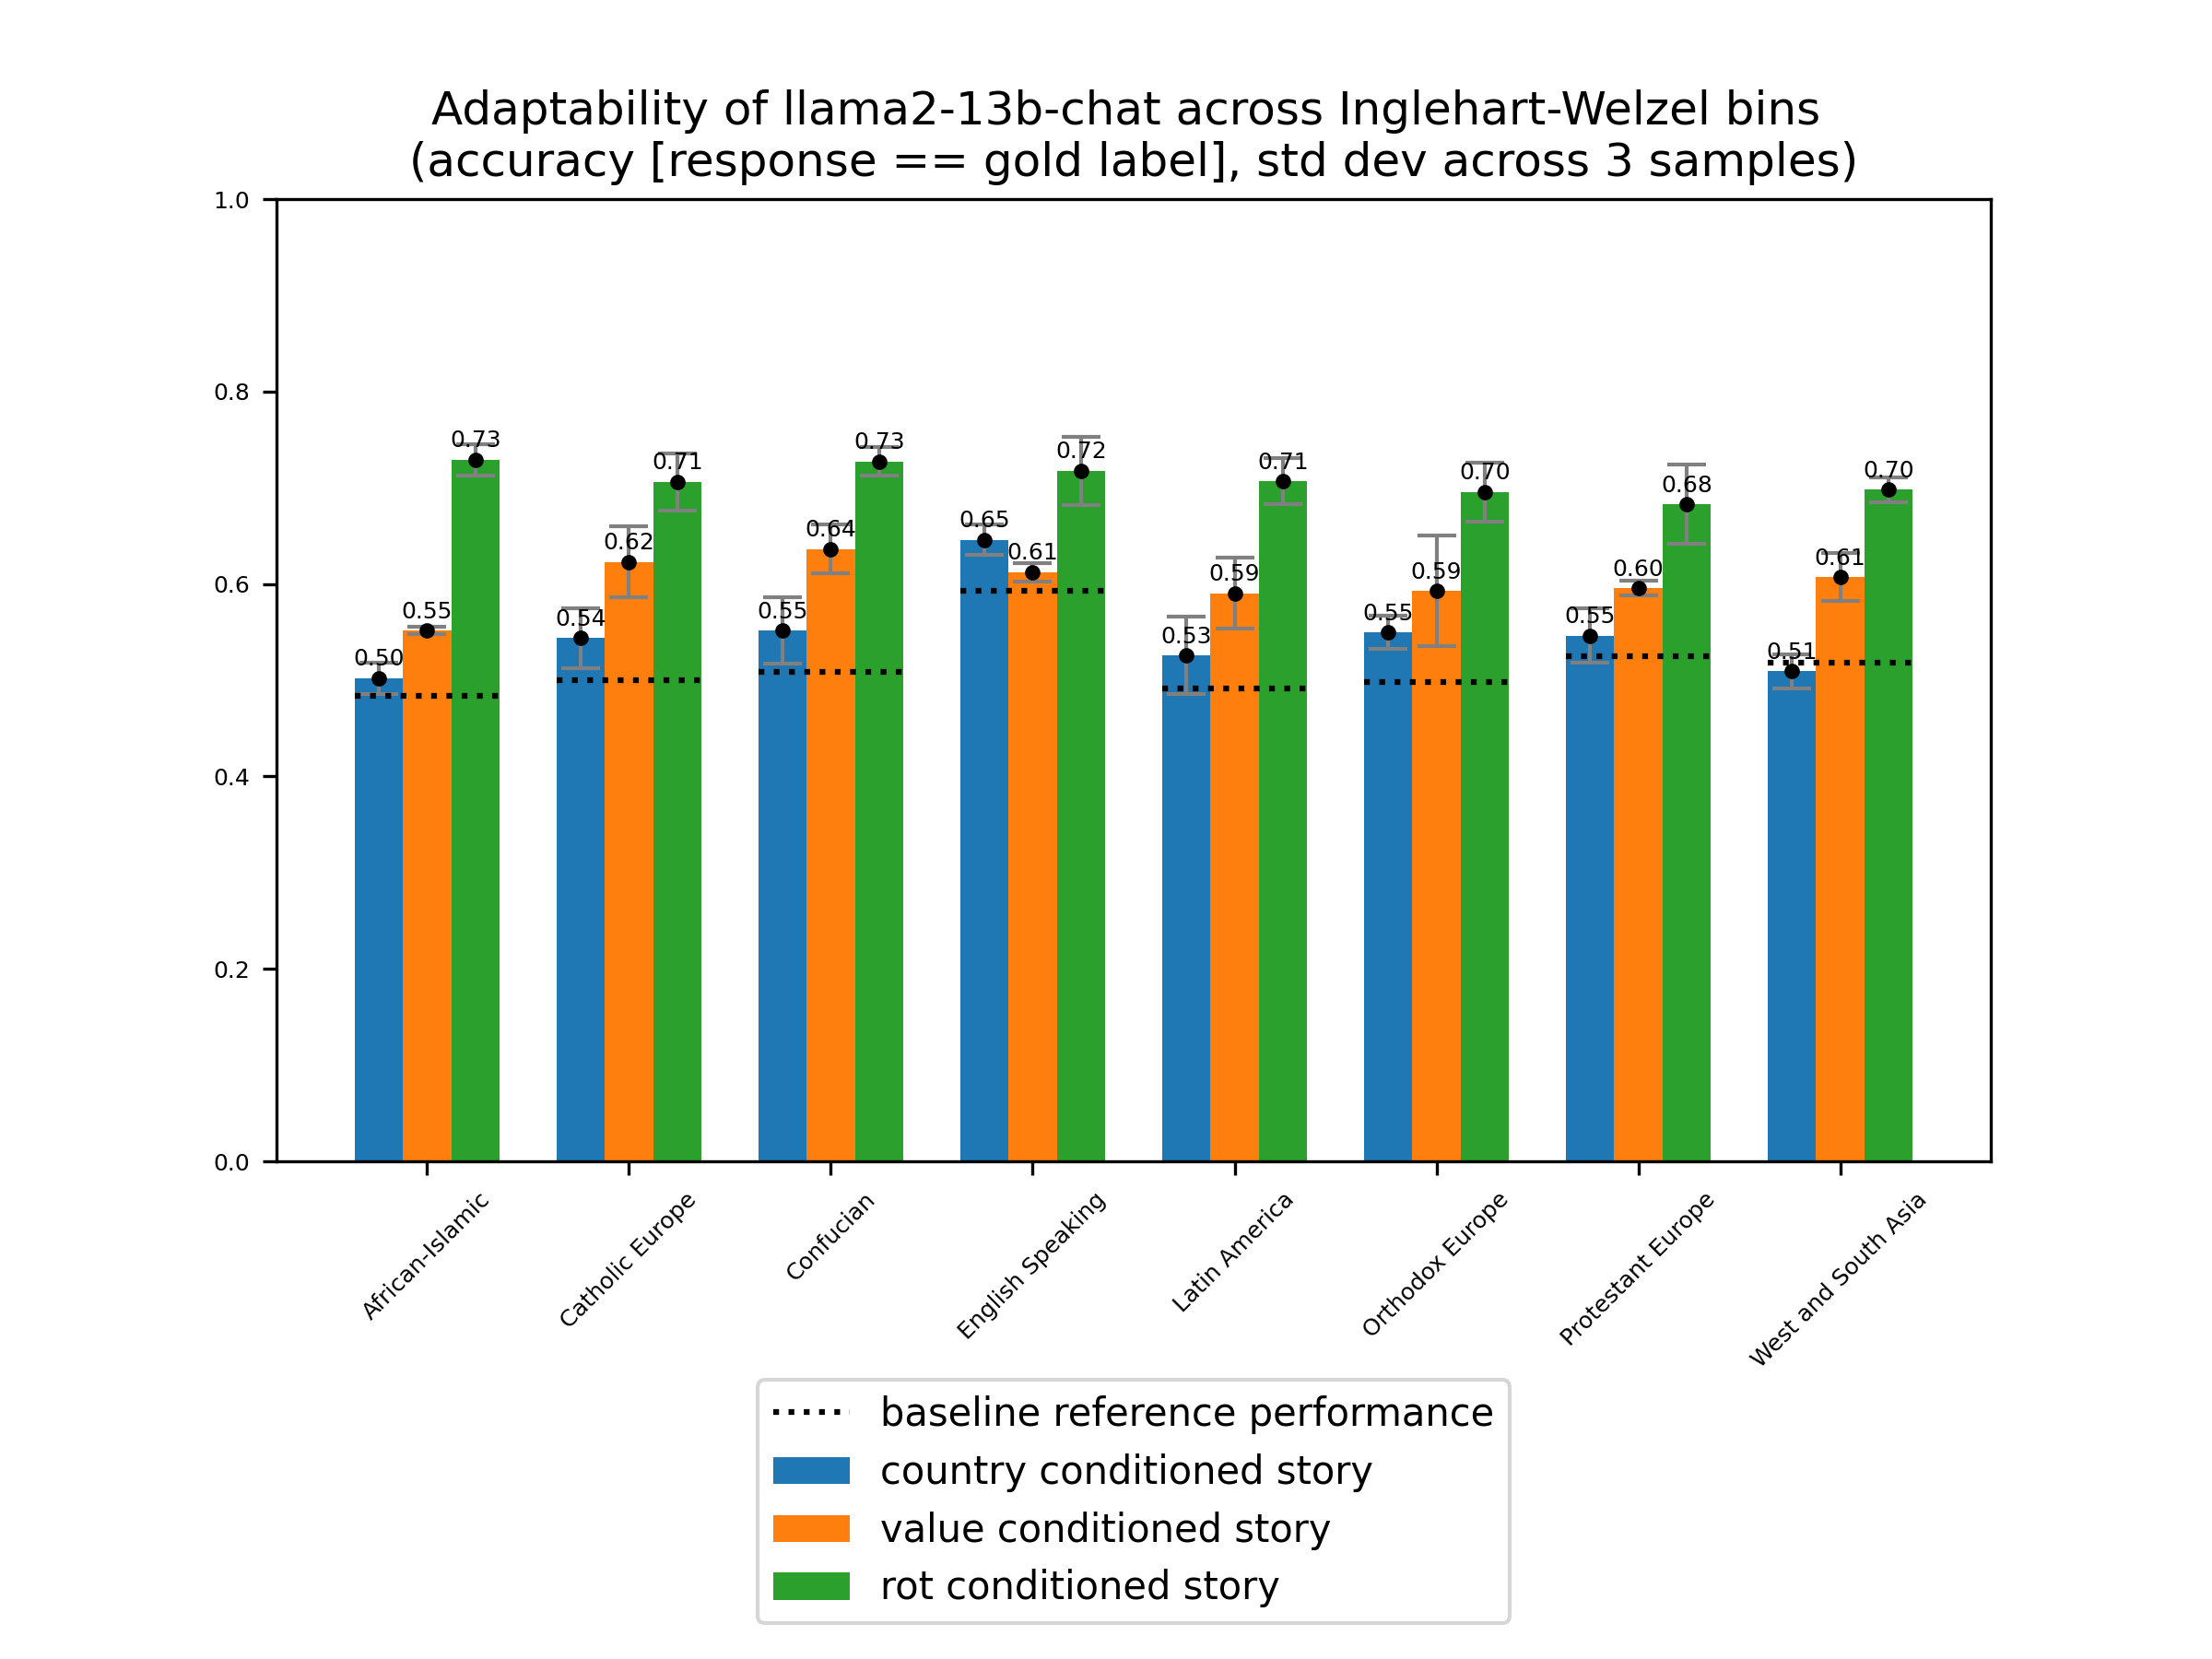 Adaptability of llama2-13b-chat across Inglehart-Welzel bins
(accuracy [response == gold label], std dev across 3 samples)
1.0
0.8
0.6
0.4
0.2
0.0
0.50
0.55
0.73
0.54
0.62
0.71
0.55
0.64
0.73
0.65
0.61
0.72
0.53
0.59
0.71
0.55
0.59
0.70
0.55
0.60
0.68
0.51
0.61
0.70
African-Islamic
Catholic Europe
Confucian
English Speaking
Latin America
Orthodox Europe
Protestant Europe
West and South Asia
baseline reference performance
country conditioned story
value conditioned story
rot conditioned story